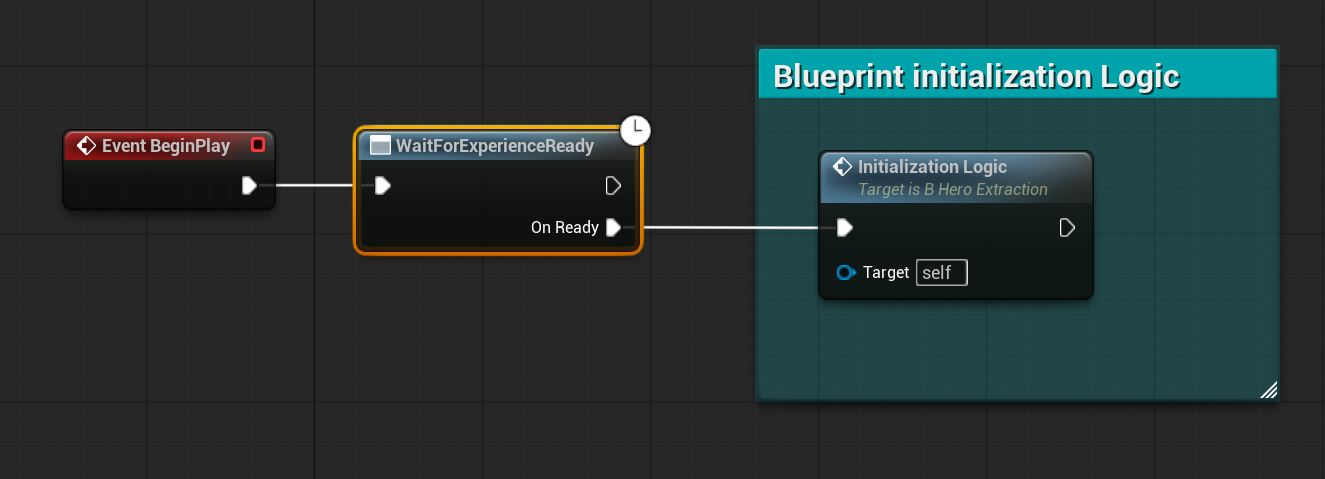 Blueprint initialization Logic
Event BeginPlay
WaitForExperienceReady
On Ready
Initialization Logic
Target is B Hero Extraction
Target self